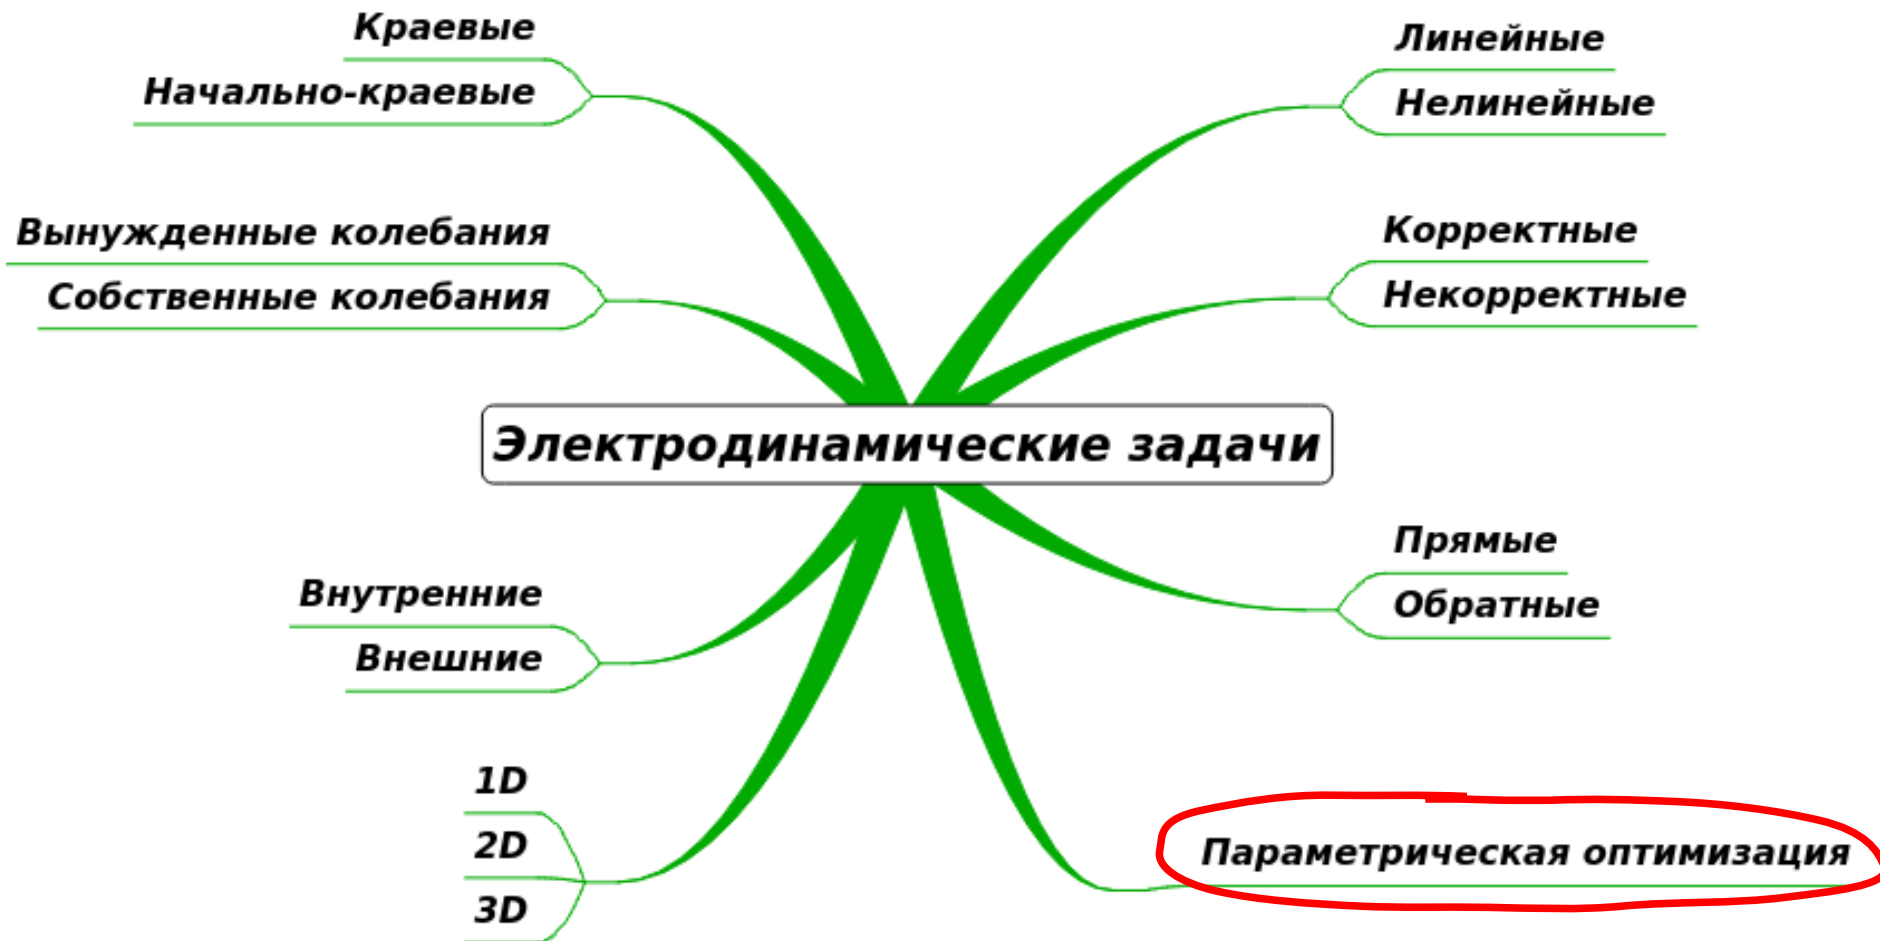 Краевые
Начально-краевые
Вынужденные колебания
Собственные колебания
Линейные
Нелинейные
Корректные
Некорректные
Электродинамические задачи
Внутренние
Внешние
1D
2D
3D
Прямые
Обратные
Параметрическая оптимизация